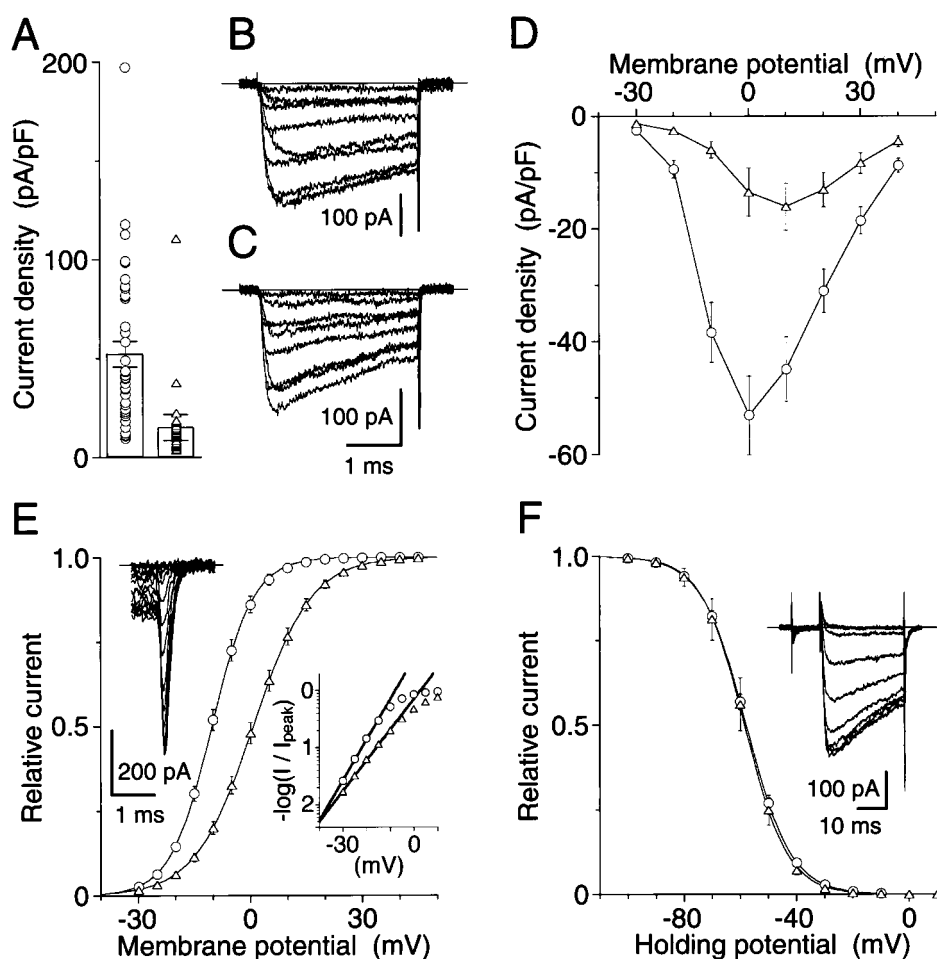 A
200
100
0
Current density (pA/pF)
B
100 pA
C
100 pA
1 ms
D
Membrane potential (mV)
-30 0 30
0
-20
-40
-60
Current density (pA/pF)
E
1.0
0.5
0
Relative current
200 pA
1 ms
0
1
2
-log(I / Ipeak)
-30 0
(mV)
-30 0 30
Membrane potential (mV)
F
1.0
0.5
0
Relative current
100 pA
10 ms
-80 -40 0
Holding potential (mV)